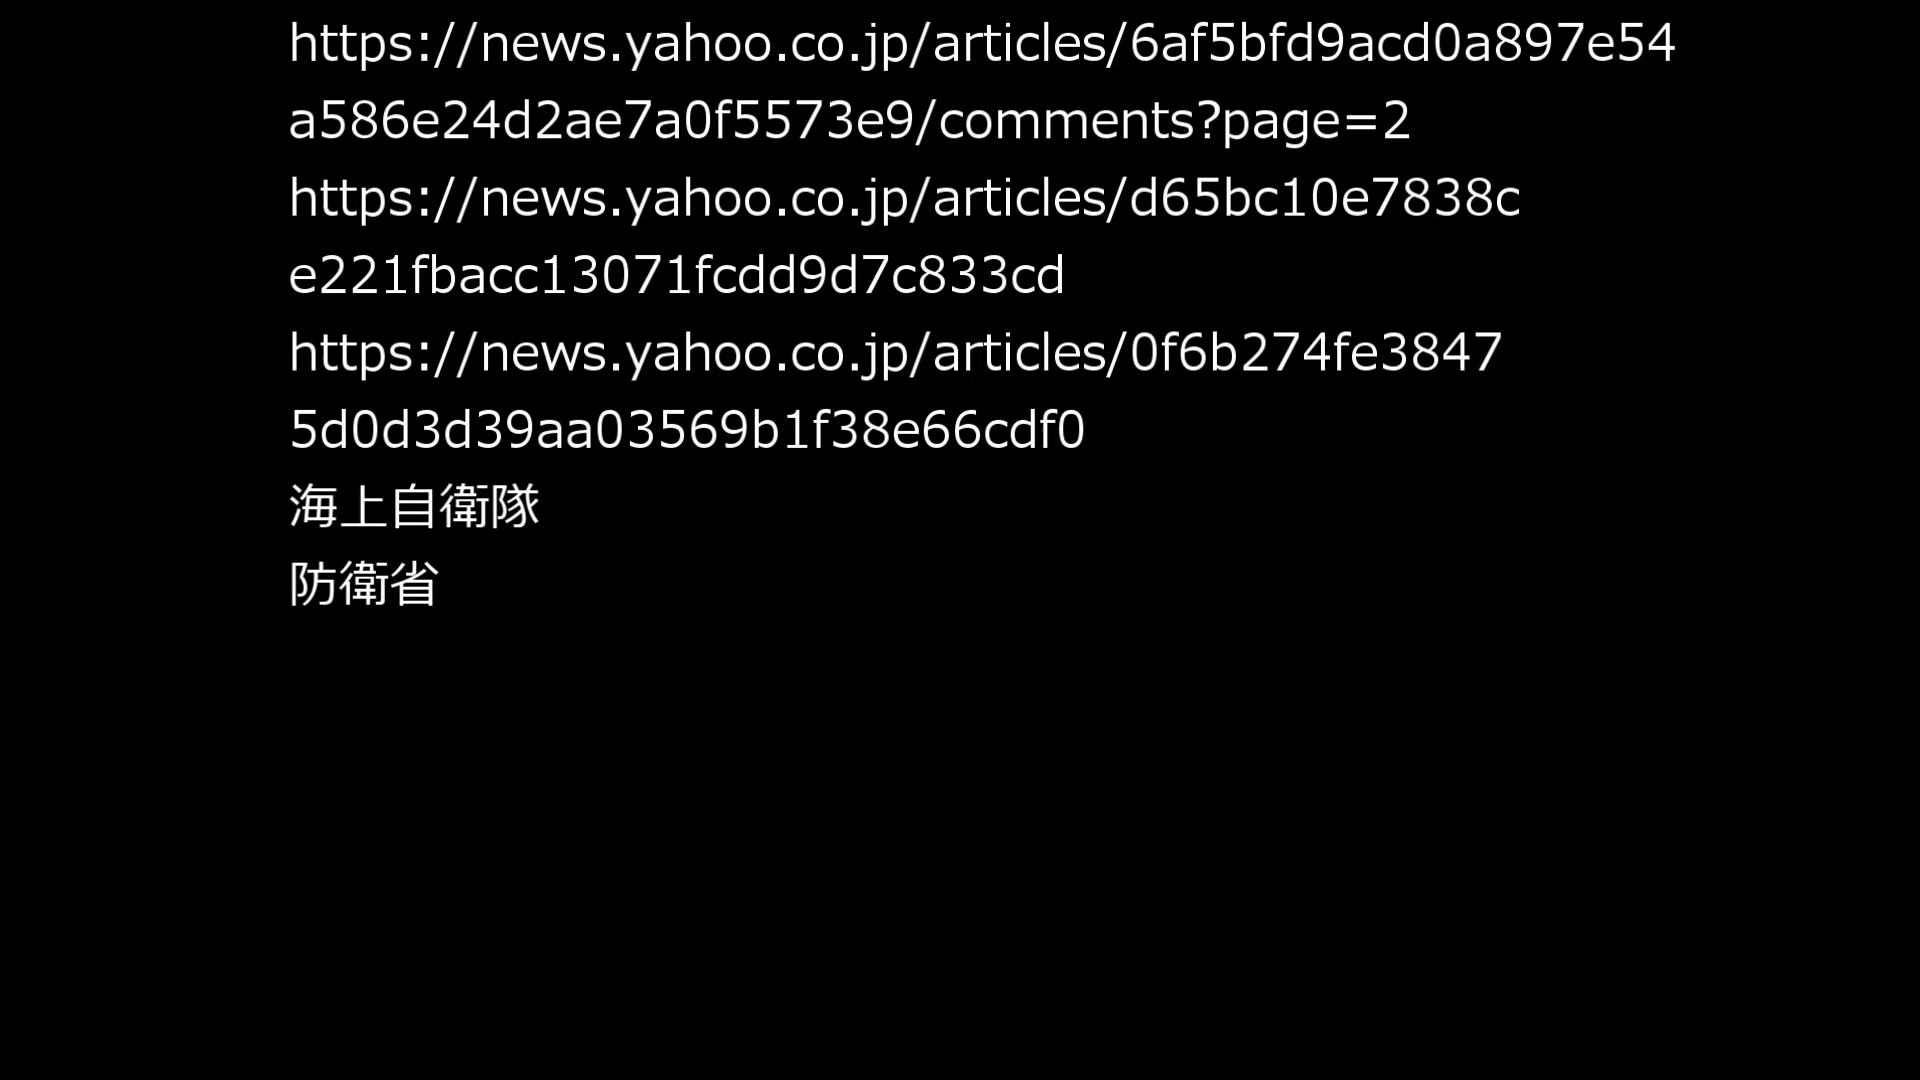 https://news.yahoo.co.jp/articles/6af5bfd9acd0a897e54
a586e24d2ae7a0f5573e9/comments?page=2
https://news.yahoo.co.jp/articles/d65bc10e7838c
e221fbacc13071fcdd9d7c833cd
https://news.yahoo.co.jp/articles/0f6b274fe3847
5d0d3d39aa03569b1f38e66cdf0
海上自衛隊
防衛省